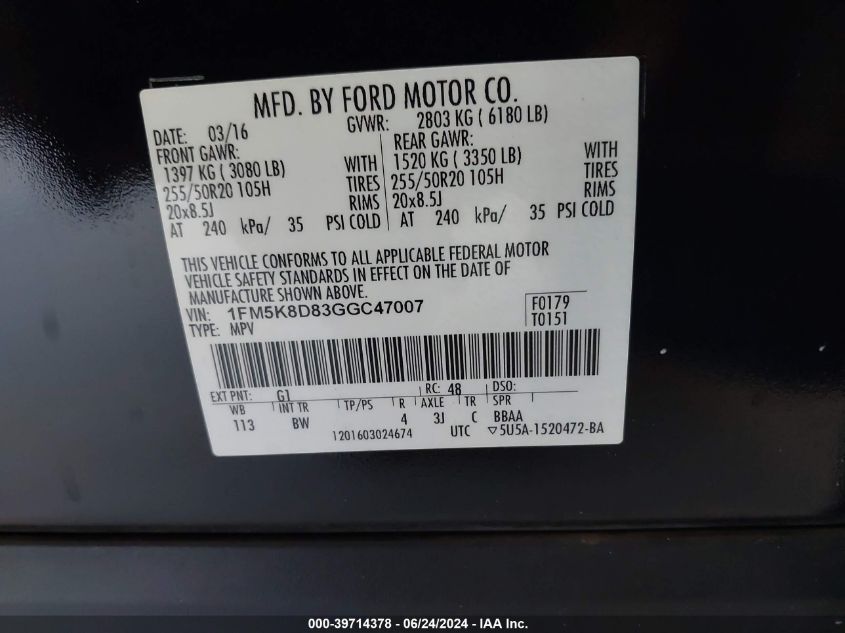 MFD. BY FORD MOTOR CO.
DATE: 03/16 GVWR: 2803 KG ( 6180 LB)
FRONT GAWR: REAR GAWR:
1397 KG ( 3080 LB) WITH 1520 KG ( 3350 LB) WITH
255/50R20 105H TIRES 255/50R20 105H TIRES
20x8.5J RIMS 20x8.5J RIMS
AT 240 kPa/ 35 PSI COLD AT 240 kPa/ 35 PSI COLD
THIS VEHICLE CONFORMS TO ALL APPLICABLE FEDERAL MOTOR
VEHICLE SAFETY STANDARDS IN EFFECT ON THE DATE OF
MANUFACTURE SHOWN ABOVE.
VIN: 1FM5K8D83GGC47007 F0179
TYPE: MPV T0151
EXT PNT: G1 RC: 48 DSO:
WB INT TR TP/PS R AXLE TR SPR
113 BW 4 3J C BBAA
1201603024674 UTC ▽5U5A-1520472-BA
000-39714378 - 06/24/2024 - IAA Inc.